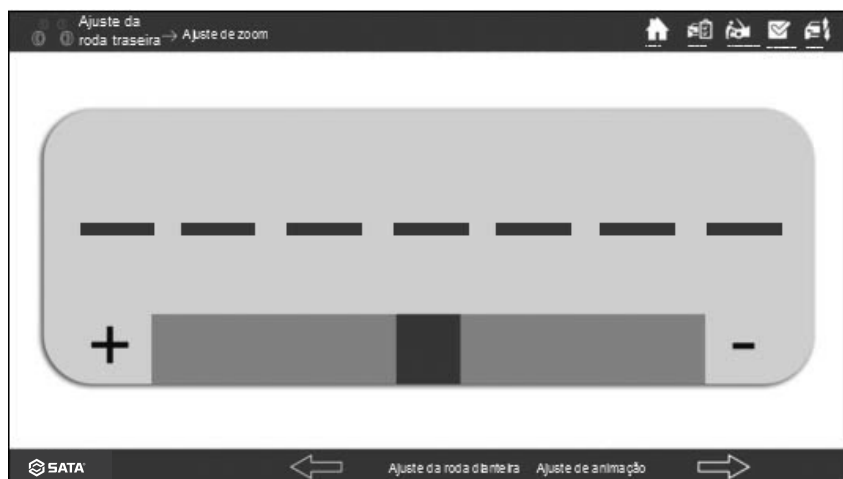 Ajuste da
roda traseira → Ajuste de zoom
+ -
SATA
Ajuste da roda dianteira Ajuste de animação